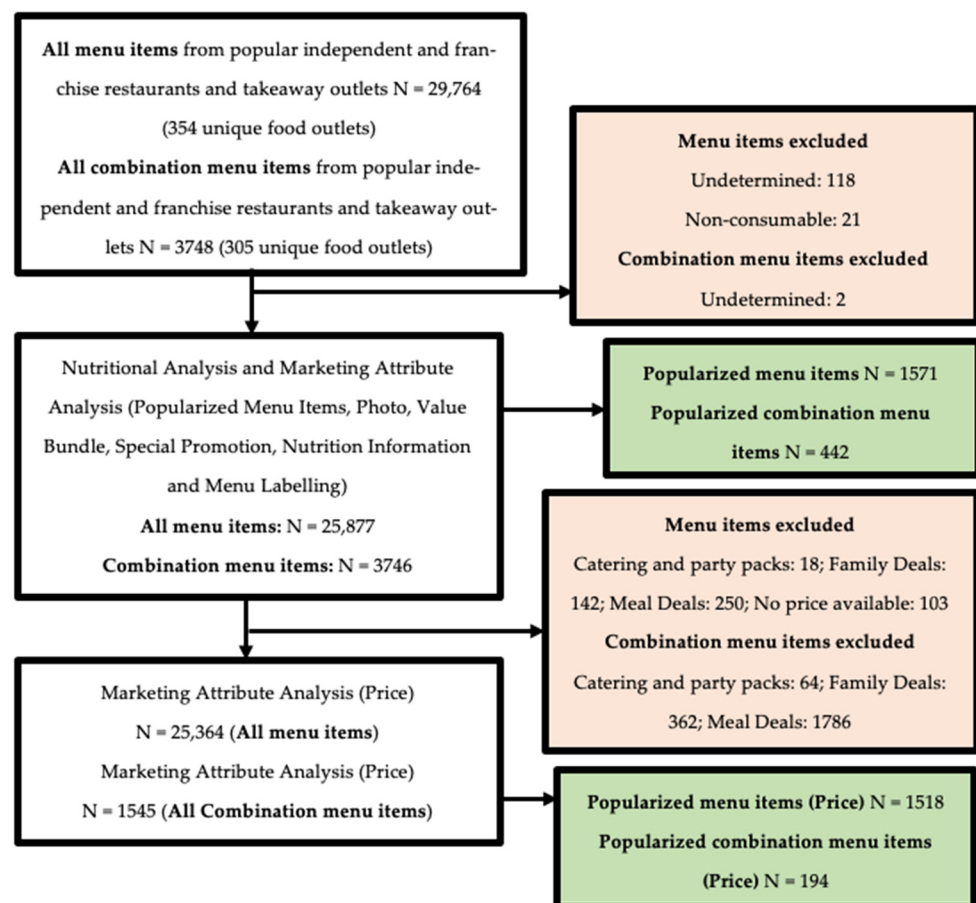 All menu items from popular independent and fran-
chise restaurants and takeaway outlets N = 29,764
(354 unique food outlets)
All combination menu items from popular inde-
pendent and franchise restaurants and takeaway out-
lets N = 3748 (305 unique food outlets)
Menu items excluded
Undetermined: 118
Non-consumable: 21
Combination menu items excluded
Undetermined: 2
Nutritional Analysis and Marketing Attribute
Analysis (Popularized Menu Items, Photo, Value
Bundle, Special Promotion, Nutrition Information
and Menu Labelling)
All menu items: N = 25,877
Combination menu items: N = 3746
Popularized menu items N = 1571
Popularized combination menu
items N = 442
Menu items excluded
Catering and party packs: 18; Family Deals:
142; Meal Deals: 250; No price available: 103
Combination menu items excluded
Catering and party packs: 64; Family Deals:
362; Meal Deals: 1786
Marketing Attribute Analysis (Price)
N = 25,364 (All menu items)
Marketing Attribute Analysis (Price)
N = 1545 (All Combination menu items)
Popularized menu items (Price) N = 1518
Popularized combination menu items
(Price) N = 194